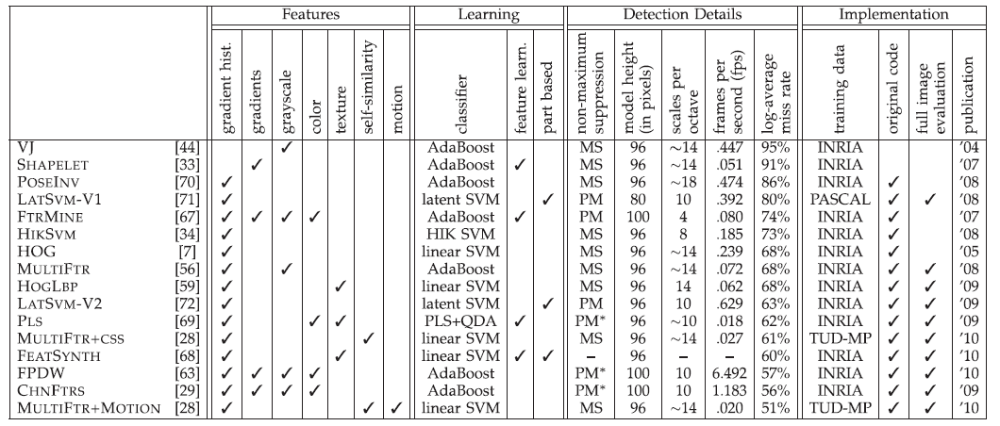 Features Learning Detection Details Implementation
gradient hist. gradients grayscale color texture self-similarity motion classifier feature learn. part based non-maximum suppression model height (in pixels) scales per octave frames per second (fps) log-average miss rate training data original code full image evaluation publication
VJ [44] ✓ AdaBoost MS 96 ∼14 .447 95% INRIA '04
SHAPELET [33] ✓ AdaBoost ✓ MS 96 ∼14 .051 91% INRIA '07
POSEINV [70] ✓ AdaBoost MS 96 ∼18 .474 86% INRIA ✓ '08
LATSVM-V1 [71] ✓ latent SVM ✓ PM 80 10 .392 80% PASCAL ✓ ✓ '08
FTRMINE [67] ✓ ✓ ✓ ✓ AdaBoost ✓ PM 100 4 .080 74% INRIA ✓ '07
HIKSVM [34] ✓ HIK SVM MS 96 8 .185 73% INRIA ✓ '08
HOG [7] ✓ linear SVM MS 96 ∼14 .239 68% INRIA ✓ '05
MULTIFTR [56] ✓ ✓ AdaBoost MS 96 ∼14 .072 68% INRIA ✓ ✓ '08
HOGLBP [59] ✓ ✓ linear SVM MS 96 14 .062 68% INRIA ✓ ✓ '09
LATSVM-V2 [72] ✓ latent SVM ✓ PM 96 10 .629 63% INRIA ✓ ✓ '09
PLS [69] ✓ ✓ ✓ PLS+QDA ✓ PM* 96 ∼10 .018 62% INRIA ✓ ✓ '09
MULTIFTR+CSS [28] ✓ ✓ linear SVM MS 96 ∼14 .027 61% TUD-MP ✓ ✓ '10
FEATSYNTH [68] ✓ ✓ linear SVM ✓ ✓ – 96 – – 60% INRIA ✓ ✓ '10
FPDW [63] ✓ ✓ ✓ ✓ AdaBoost PM* 100 10 6.492 57% INRIA ✓ ✓ '10
CHNFTRS [29] ✓ ✓ ✓ ✓ AdaBoost PM* 100 10 1.183 56% INRIA ✓ ✓ '09
MULTIFTR+MOTION [28] ✓ ✓ ✓ linear SVM MS 96 ∼14 .020 51% TUD-MP ✓ ✓ '10